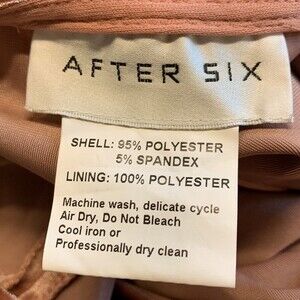 AFTER SIX
SHELL: 95% POLYESTER
5% SPANDEX
LINING: 100% POLYESTER
Machine wash, delicate cycle
Air Dry, Do Not Bleach
Cool iron or
Professionally dry clean